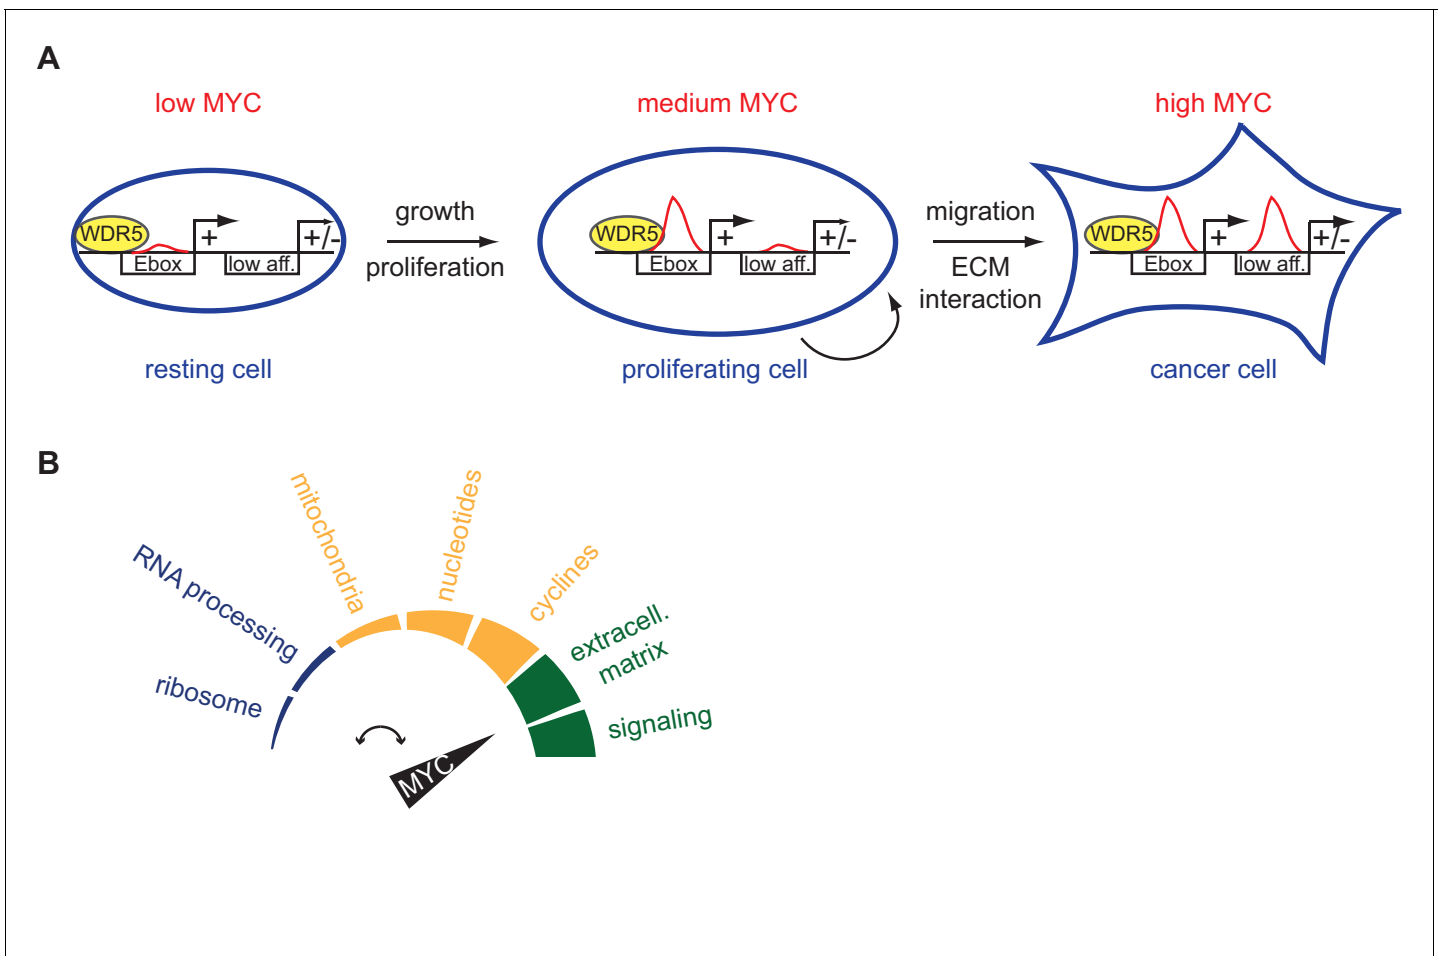 A
low MYC
medium MYC
high MYC
WDR5
+
+/-
Ebox
low aff.
growth
proliferation
WDR5
+
+/-
Ebox
low aff.
migration
ECM
interaction
WDR5
+
+/-
Ebox
low aff.
resting cell
proliferating cell
cancer cell
B
ribosome
RNA processing
mitochondria
nucleotides
cyclines
extracell.
matrix
signaling
MYC